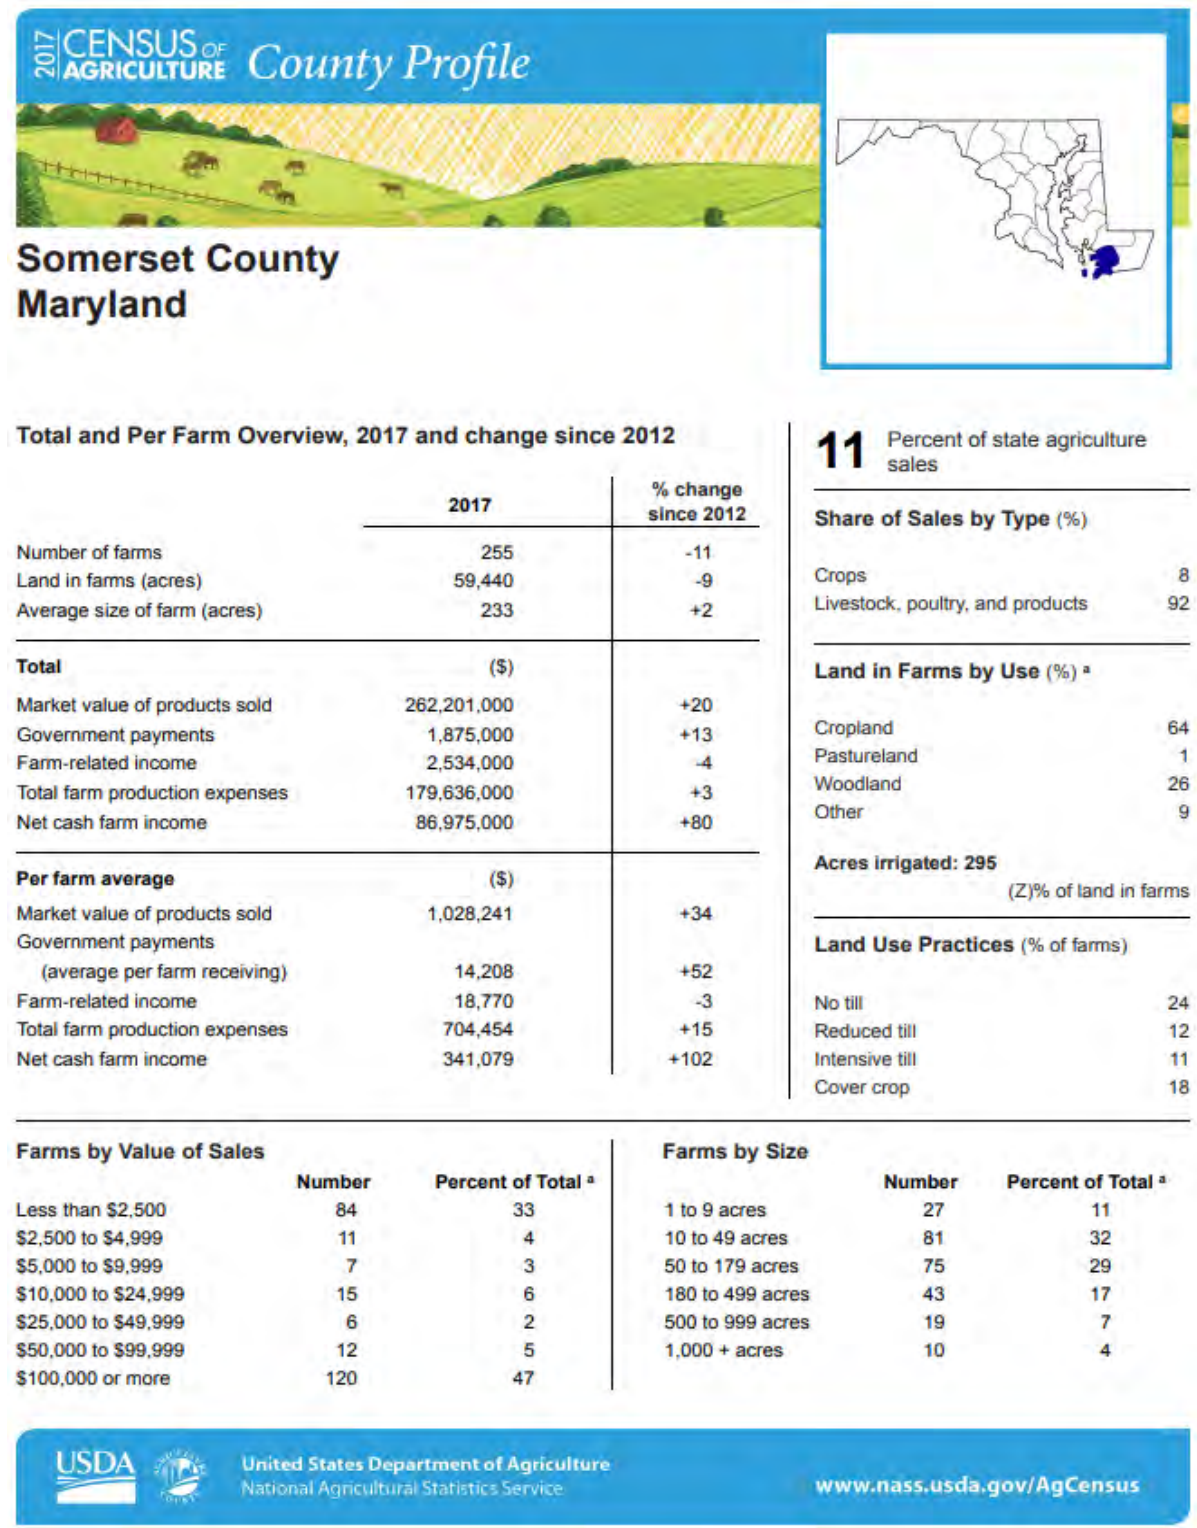 2017 CENSUS OF AGRICULTURE County Profile
Somerset County
Maryland
Total and Per Farm Overview, 2017 and change since 2012
2017 % change since 2012
Number of farms 255 -11
Land in farms (acres) 59,440 -9
Average size of farm (acres) 233 +2
Total ($)
Market value of products sold 262,201,000 +20
Government payments 1,875,000 +13
Farm-related income 2,534,000 -4
Total farm production expenses 179,636,000 +3
Net cash farm income 86,975,000 +80
Per farm average ($)
Market value of products sold 1,028,241 +34
Government payments
(average per farm receiving) 14,208 +52
Farm-related income 18,770 -3
Total farm production expenses 704,454 +15
Net cash farm income 341,079 +102
11 Percent of state agriculture
sales
Share of Sales by Type (%)
Crops 8
Livestock, poultry, and products 92
Land in Farms by Use (%) a
Cropland 64
Pastureland 1
Woodland 26
Other 9
Acres irrigated: 295
(Z)% of land in farms
Land Use Practices (% of farms)
No till 24
Reduced till 12
Intensive till 11
Cover crop 18
Farms by Value of Sales
Number Percent of Total a
Less than $2,500 84 33
$2,500 to $4,999 11 4
$5,000 to $9,999 7 3
$10,000 to $24,999 15 6
$25,000 to $49,999 6 2
$50,000 to $99,999 12 5
$100,000 or more 120 47
Farms by Size
Number Percent of Total a
1 to 9 acres 27 11
10 to 49 acres 81 32
50 to 179 acres 75 29
180 to 499 acres 43 17
500 to 999 acres 19 7
1,000 + acres 10 4
USDA
United States Department of Agriculture
National Agricultural Statistics Service
www.nass.usda.gov/AgCensus